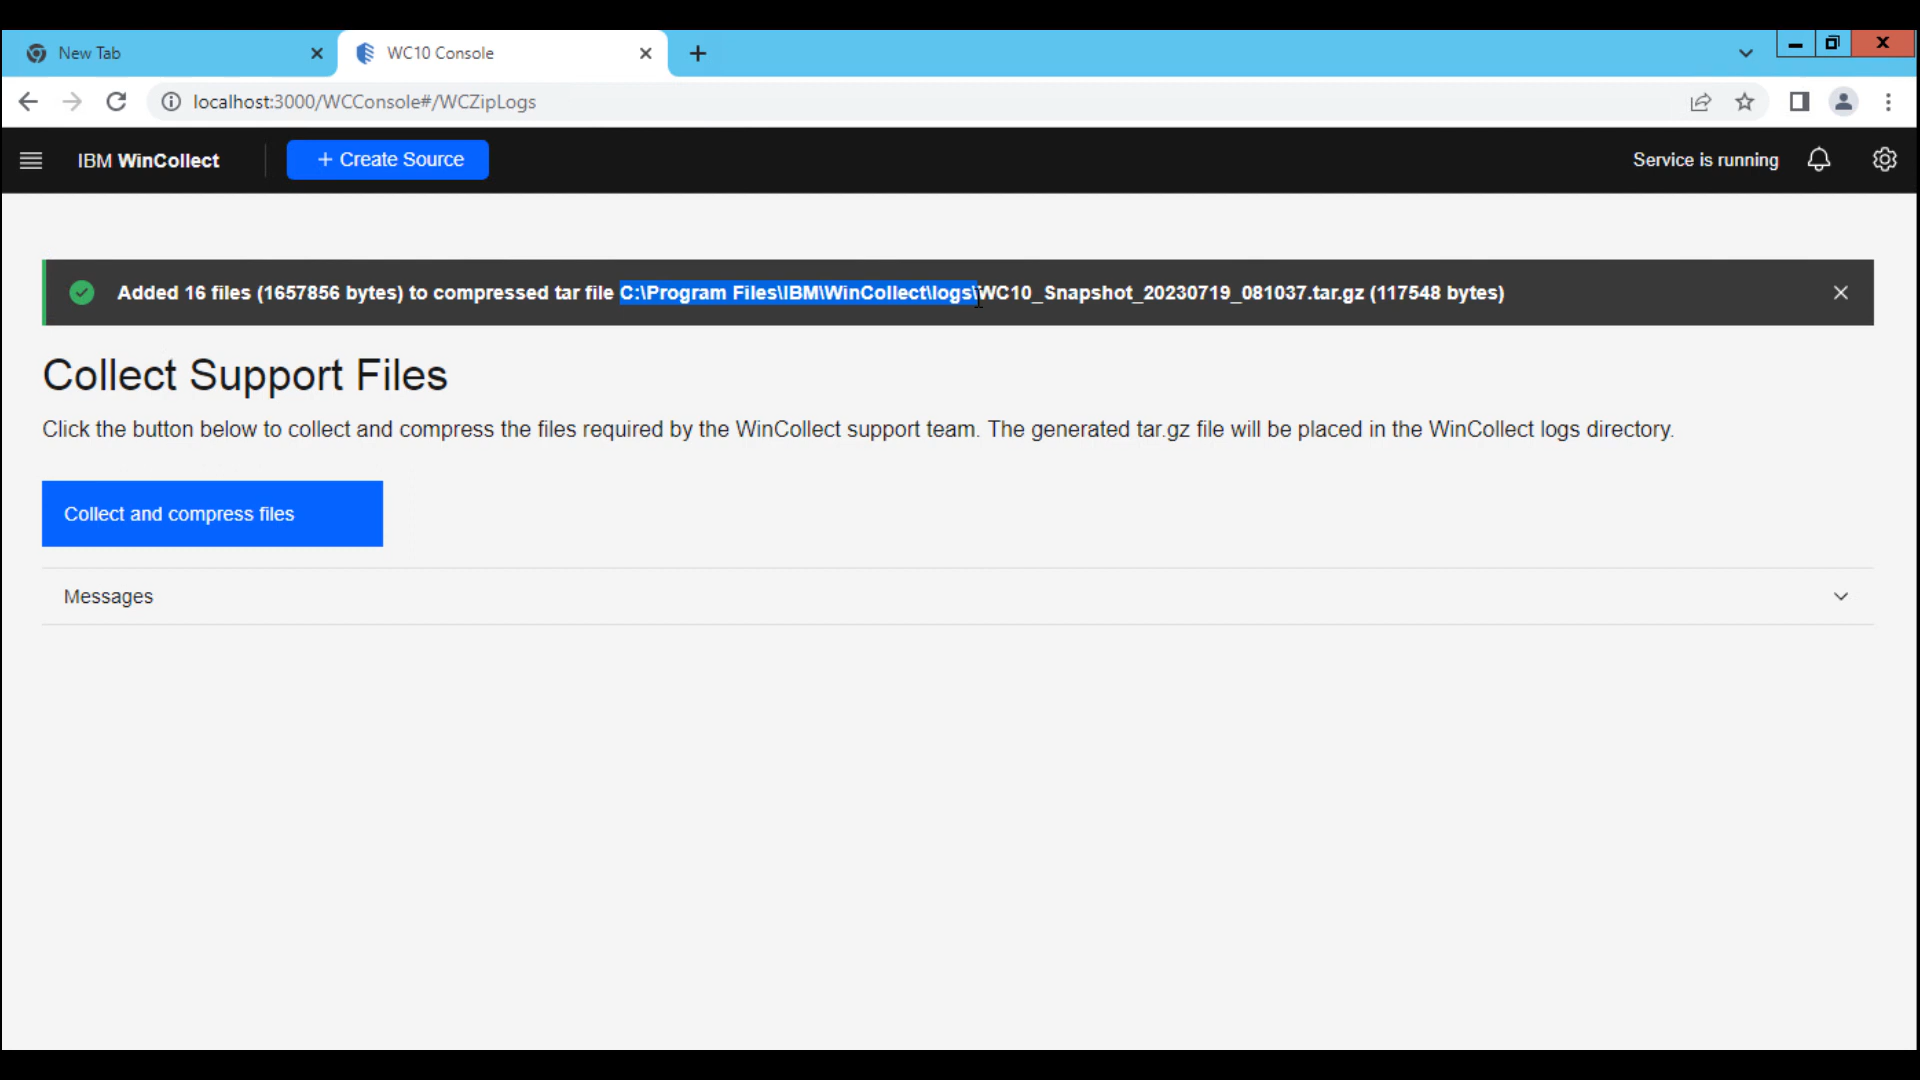 New Tab
WC10 Console
localhost:3000/WCConsole#/WCZipLogs
IBM WinCollect
+ Create Source
Service is running
Added 16 files (1657856 bytes) to compressed tar file C:\Program Files\IBM\WinCollect\logs\WC10_Snapshot_20230719_081037.tar.gz (117548 bytes)
Collect Support Files
Click the button below to collect and compress the files required by the WinCollect support team. The generated tar.gz file will be placed in the WinCollect logs directory.
Collect and compress files
Messages